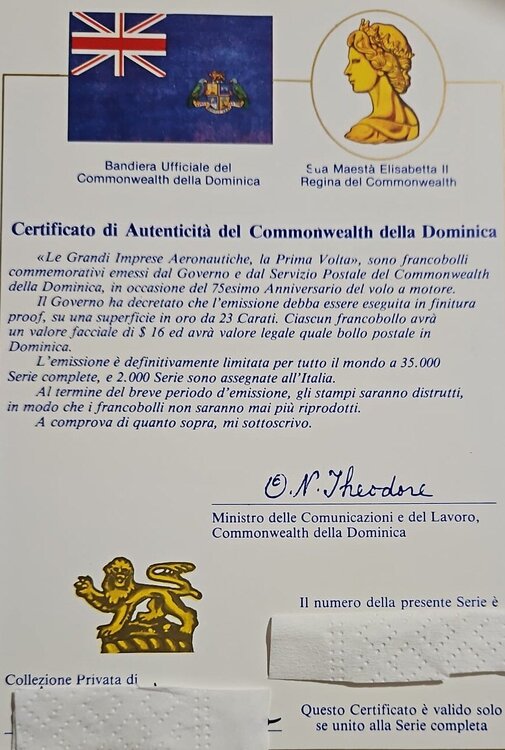 Bandiera Ufficiale del
Commonwealth della Dominica
Sua Maestà Elisabetta II
Regina del Commonwealth
Certificato di Autenticità del Commonwealth della Dominica
«Le Grandi Imprese Aeronautiche, la Prima Volta», sono francobolli
commemorativi emessi dal Governo e dal Servizio Postale del Commonwealth
della Dominica, in occasione del 75esimo Anniversario del volo a motore.
Il Governo ha decretato che l'emissione debba essere eseguita in finitura
proof, su una superficie in oro da 23 Carati. Ciascun francobollo avrà
un valore facciale di $ 16 ed avrà valore legale quale bollo postale in
Dominica.
L'emissione è definitivamente limitata per tutto il mondo a 35.000
Serie complete, e 2.000 Serie sono assegnate all'Italia.
Al termine del breve periodo d'emissione, gli stampi saranno distrutti,
in modo che i francobolli non saranno mai più riprodotti.
A comprova di quanto sopra, mi sottoscrivo.
O.N. Theodore
Ministro delle Comunicazioni e del Lavoro,
Commonwealth della Dominica
Il numero della presente Serie è
Collezione Privata di
Questo Certificato è valido solo
se unito alla Serie completa